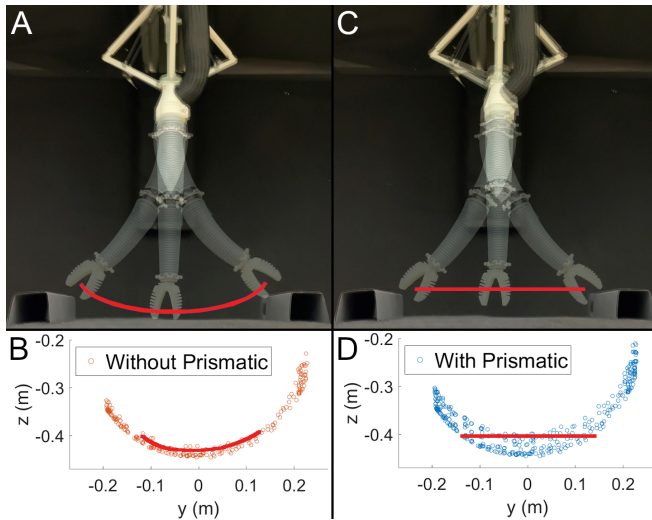 A
C
B
Without Prismatic
-0.2
-0.3
-0.4
z (m)
-0.2
-0.1
0
0.1
0.2
y (m)
D
With Prismatic
-0.2
-0.3
-0.4
z (m)
-0.2
-0.1
0
0.1
0.2
y (m)